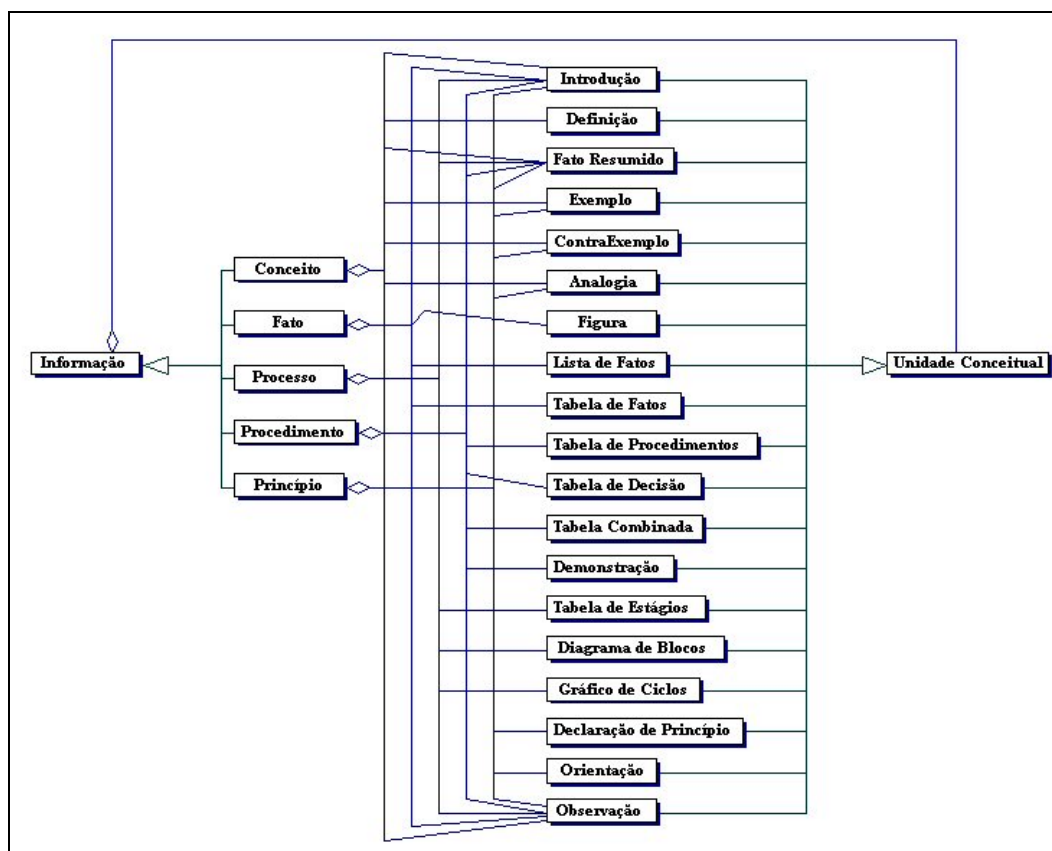 Introdução
Definição
Fato Resumido
Exemplo
ContraExemplo
Conceito
Analogia
Fato
Figura
Informação
Lista de Fatos
Unidade Conceitual
Processo
Tabela de Fatos
Procedimento
Tabela de Procedimentos
Princípio
Tabela de Decisão
Tabela Combinada
Demonstração
Tabela de Estágios
Diagrama de Blocos
Gráfico de Ciclos
Declaração de Princípio
Orientação
Observação